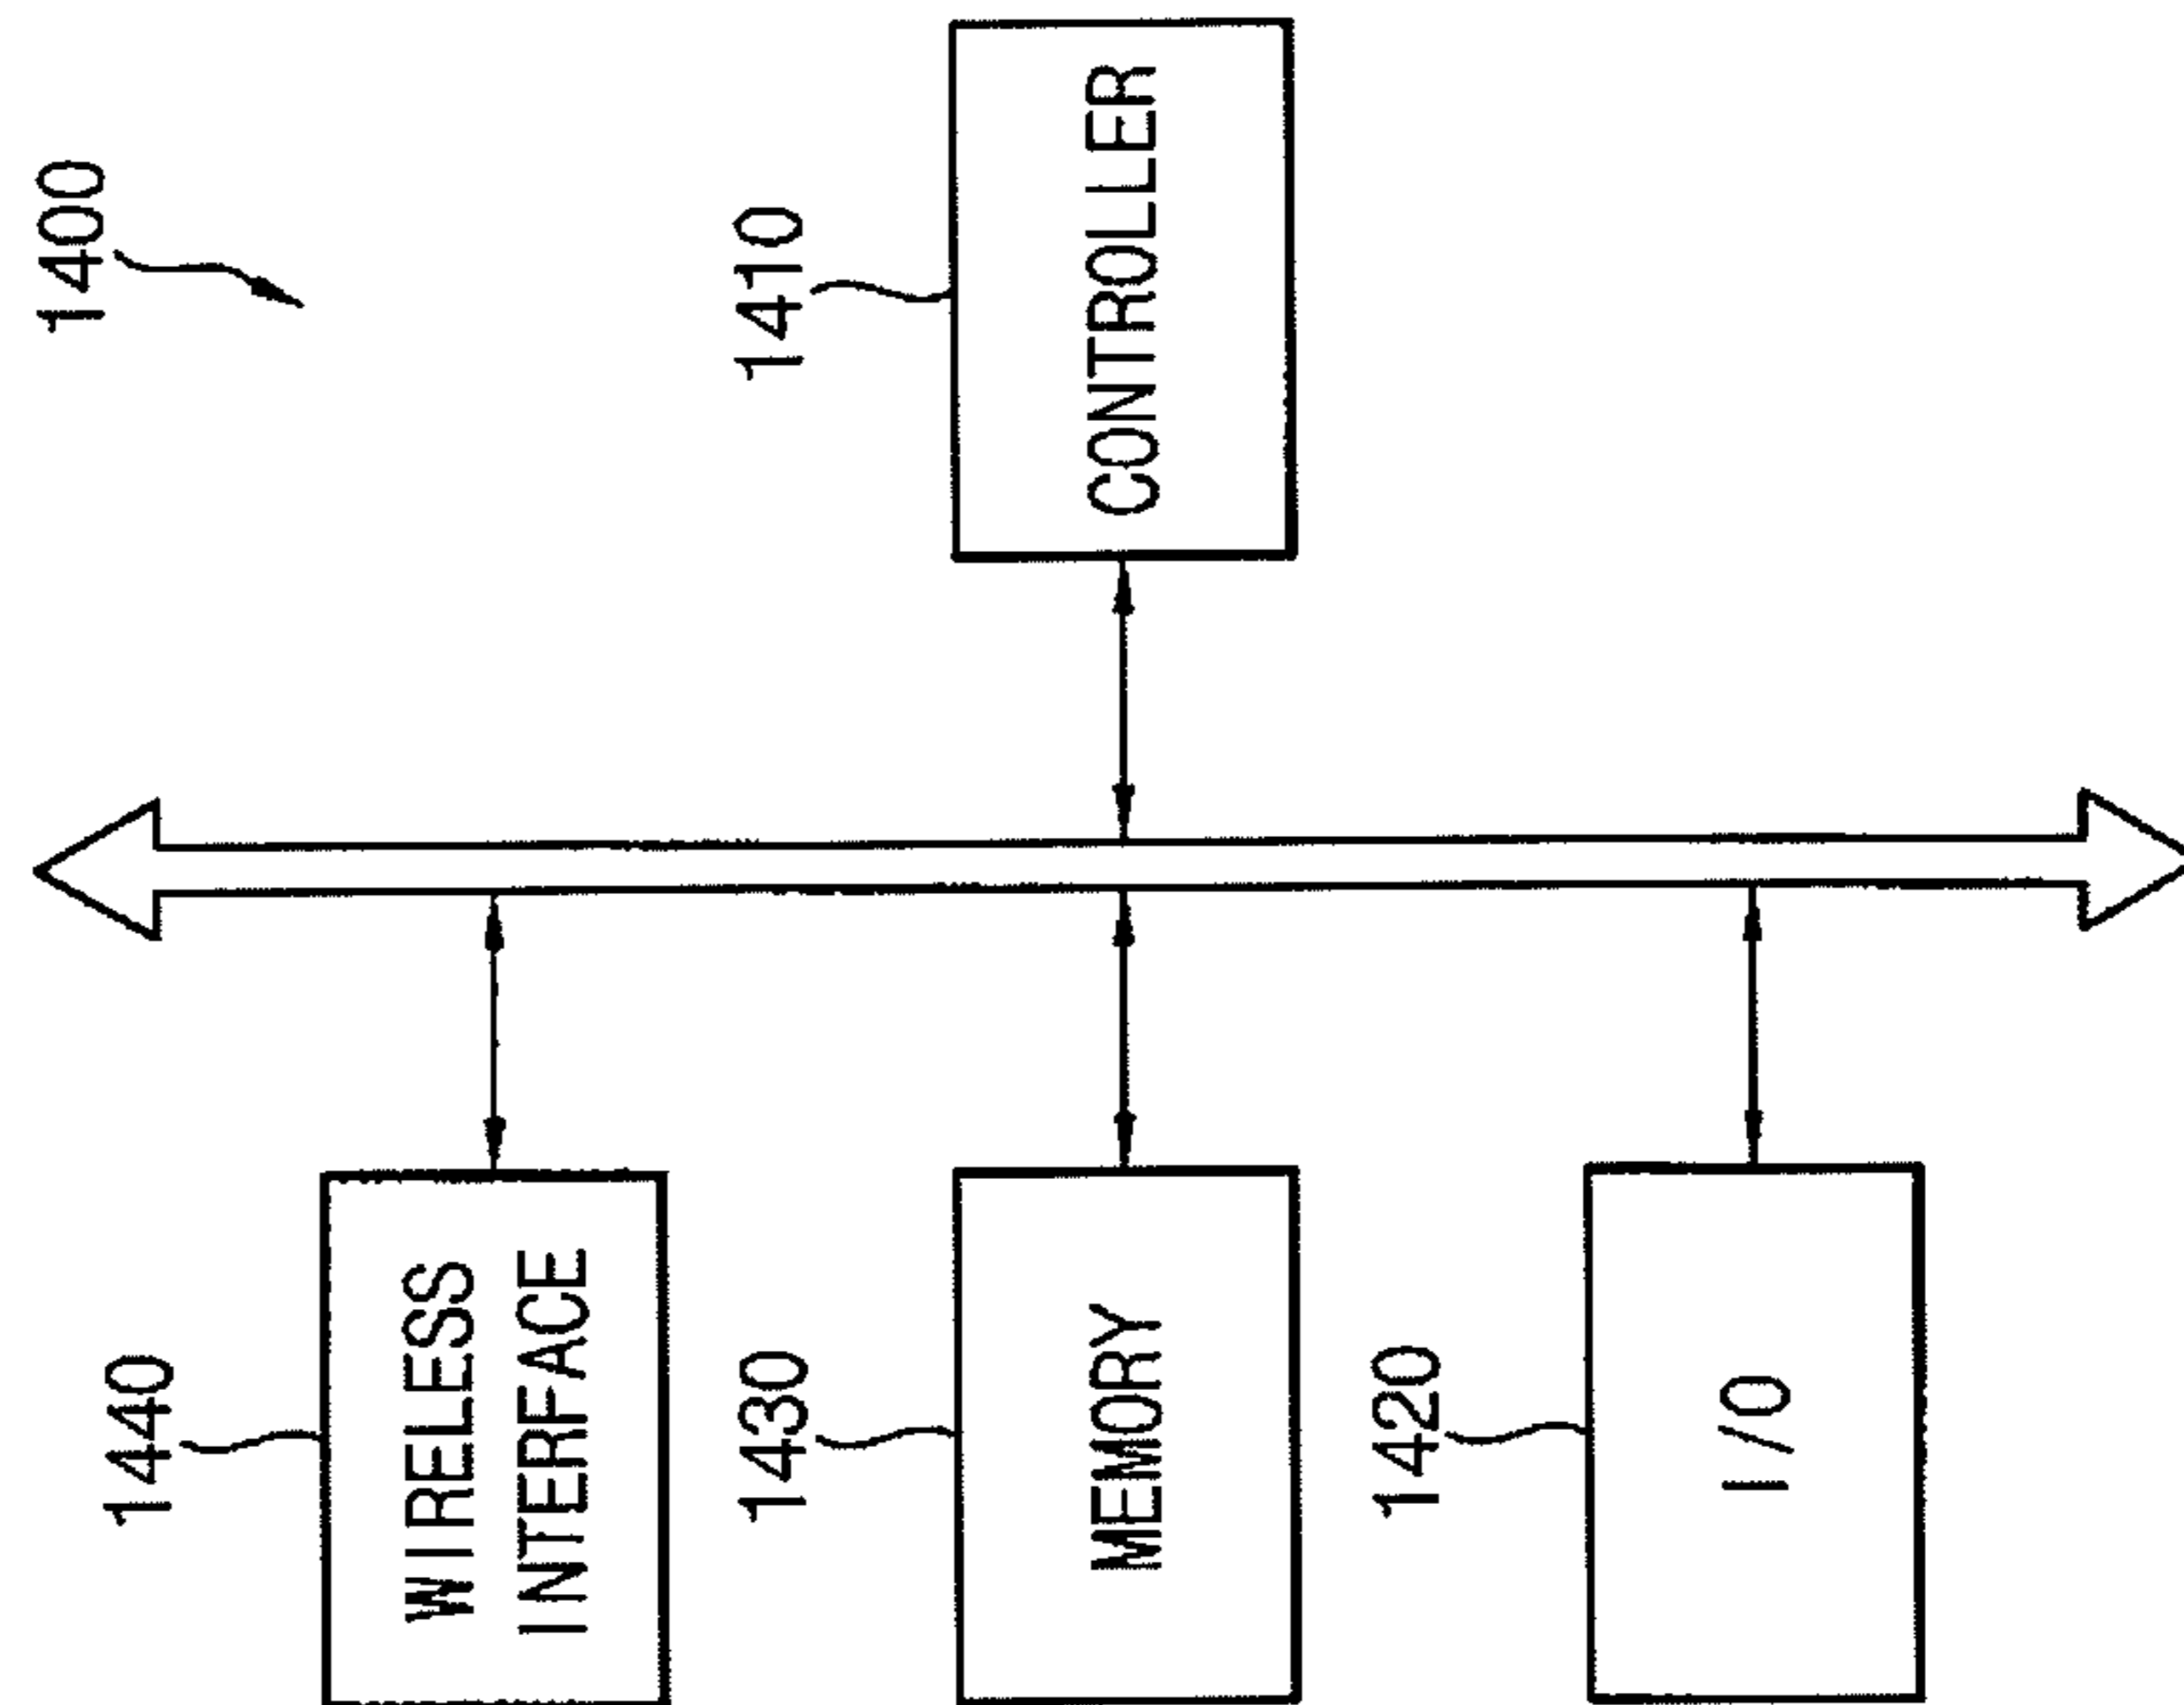 1400
1440
WIRELESS
INTERFACE
1430
MEMORY
1410
CONTROLLER
1420
I/O